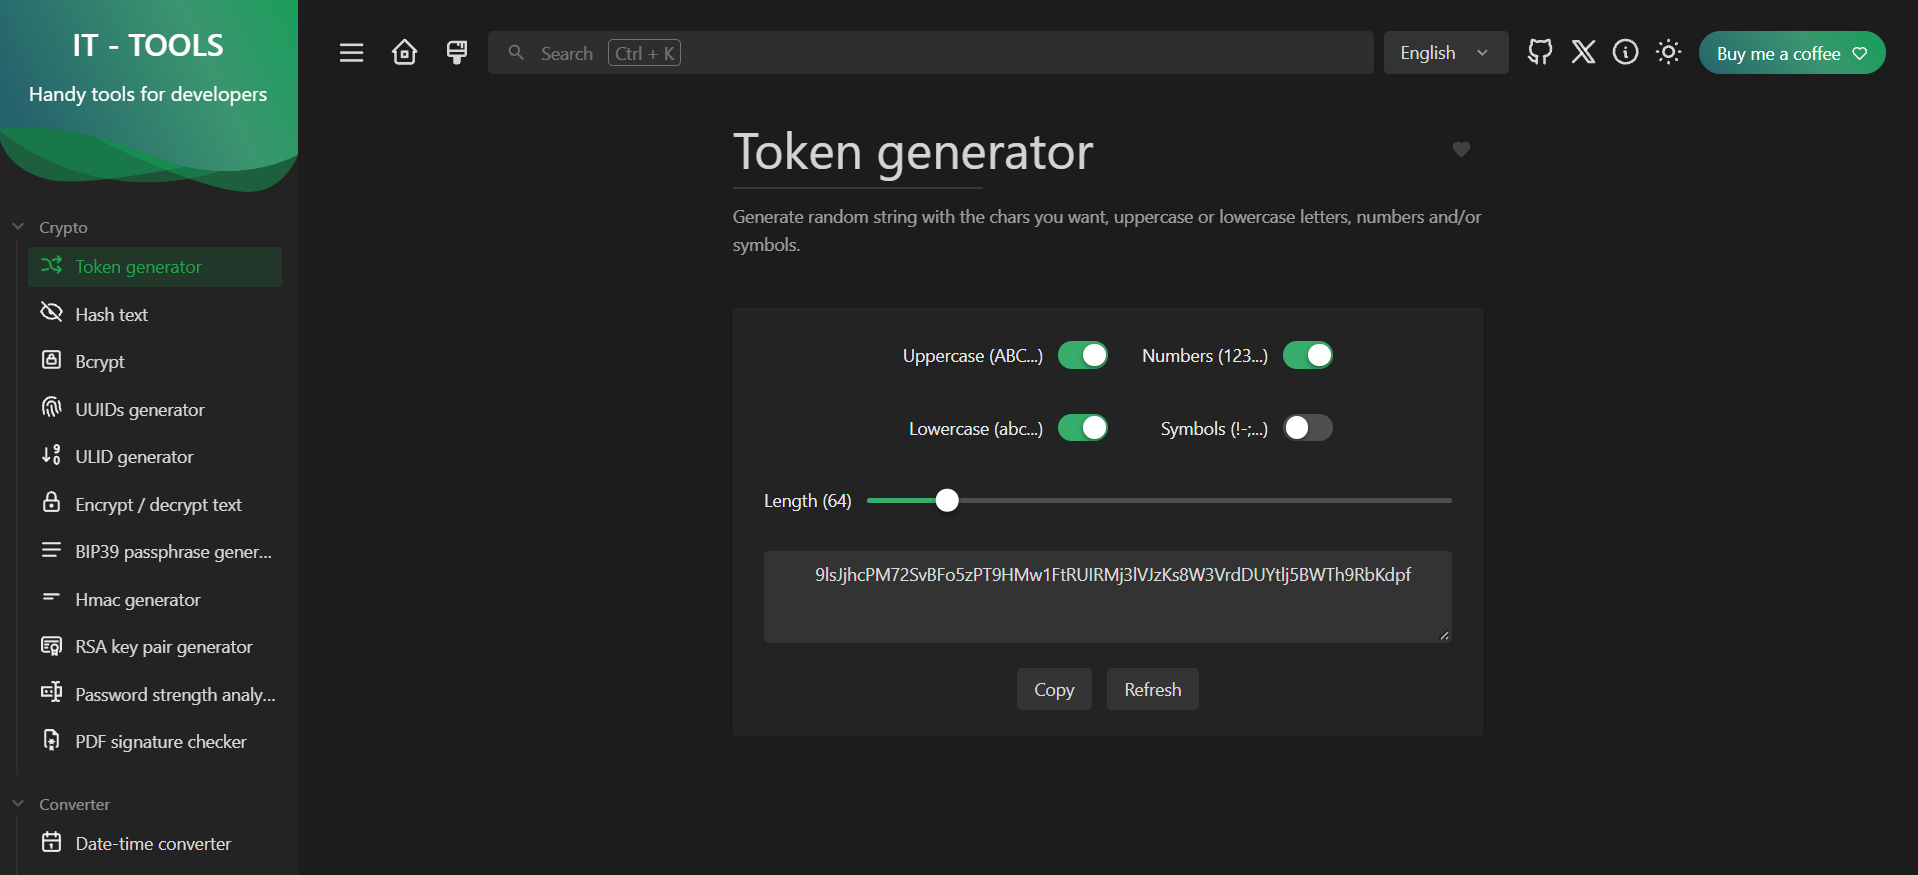 IT - TOOLS
Handy tools for developers
Search Ctrl + K
English
Buy me a coffee
Crypto
Token generator
Hash text
Bcrypt
UUIDs generator
ULID generator
Encrypt / decrypt text
BIP39 passphrase gener...
Hmac generator
RSA key pair generator
Password strength analy...
PDF signature checker
Converter
Date-time converter
Token generator
Generate random string with the chars you want, uppercase or lowercase letters, numbers and/or
symbols.
Uppercase (ABC...)
Numbers (123...)
Lowercase (abc...)
Symbols (!-;...)
Length (64)
9lsJjhcPM72SvBFo5zPT9HMw1FtRUIRMj3lVJzKs8W3VrdDUYtlj5BWTh9RbKdpf
Copy
Refresh